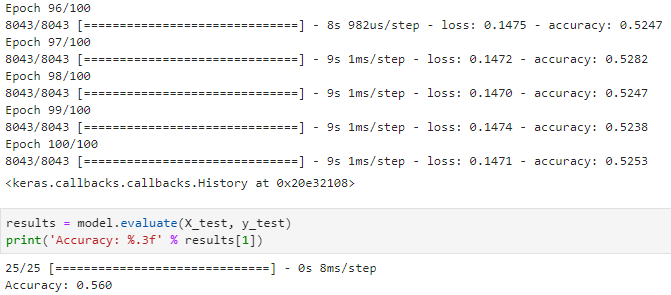 Epoch 96/100
8043/8043 [==============================] - 8s 982us/step - loss: 0.1475 - accuracy: 0.5247
Epoch 97/100
8043/8043 [==============================] - 9s 1ms/step - loss: 0.1472 - accuracy: 0.5282
Epoch 98/100
8043/8043 [==============================] - 9s 1ms/step - loss: 0.1470 - accuracy: 0.5247
Epoch 99/100
8043/8043 [==============================] - 9s 1ms/step - loss: 0.1474 - accuracy: 0.5238
Epoch 100/100
8043/8043 [==============================] - 9s 1ms/step - loss: 0.1471 - accuracy: 0.5253
<keras.callbacks.callbacks.History at 0x20e32108>
results = model.evaluate(X_test, y_test)
print('Accuracy: %.3f' % results[1])
25/25 [==============================] - 0s 8ms/step
Accuracy: 0.560